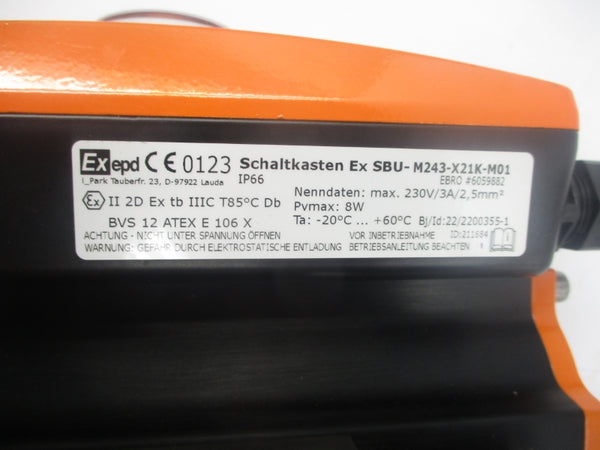 Ex epd CE 0123 Schaltkasten Ex SBU- M243-X21K-M01
I_Park Tauberfr. 23, D-97922 Lauda IP66 EBRO #6059882
Ex II 2D Ex tb IIIC T85°C Db Nenndaten: max. 230V/3A/2,5mm²
Pvmax: 8W
BVS 12 ATEX E 106 X Ta: -20°C ... +60°C Bj/Id:22/2200355-1
ACHTUNG - NICHT UNTER SPANNUNG ÖFFNEN VOR INBETRIEBNAHME ID:211684
WARNUNG: GEFAHR DURCH ELEKTROSTATISCHE ENTLADUNG BETRIEBSANLEITUNG BEACHTEN